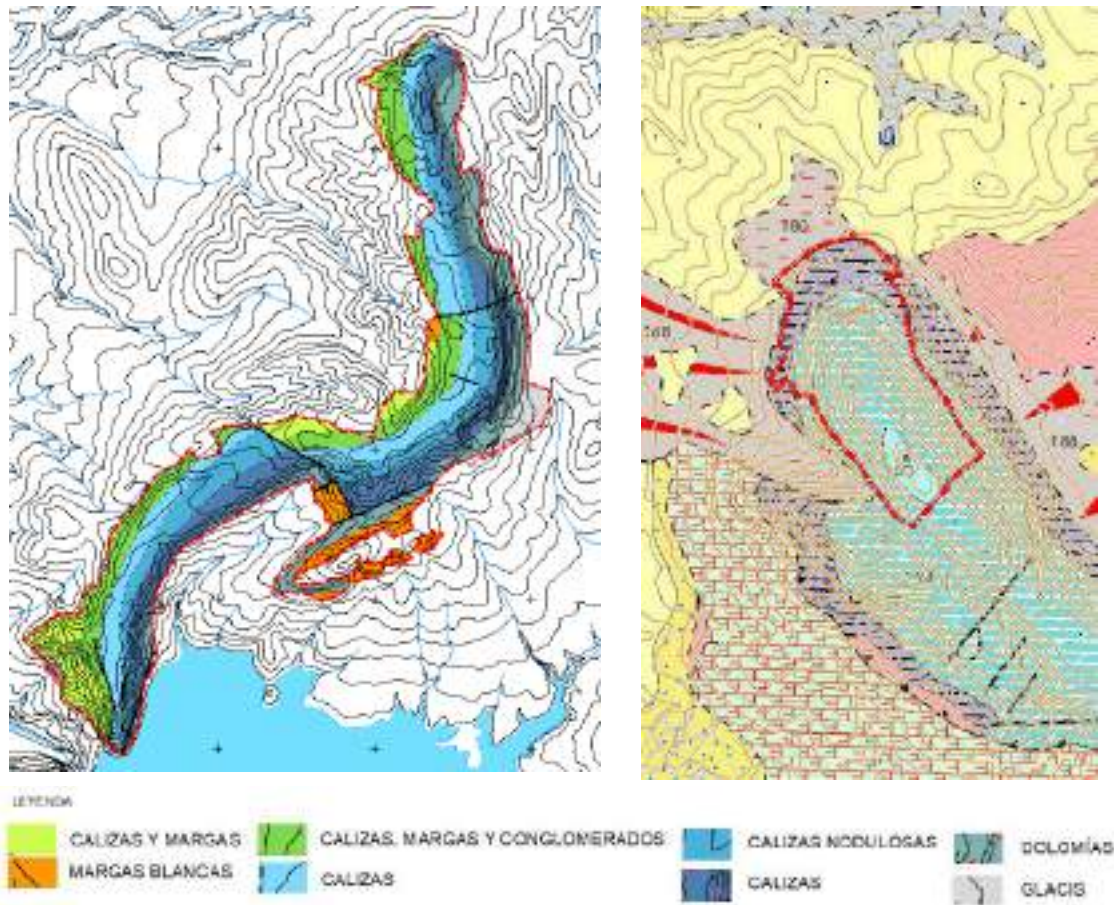 LEYENDA
CALIZAS Y MARGAS
CALIZAS, MARGAS Y CONGLOMERADOS
CALIZAS NODULOSAS
DOLOMÍAS
MARGAS BLANCAS
CALIZAS
CALIZAS
GLACIS